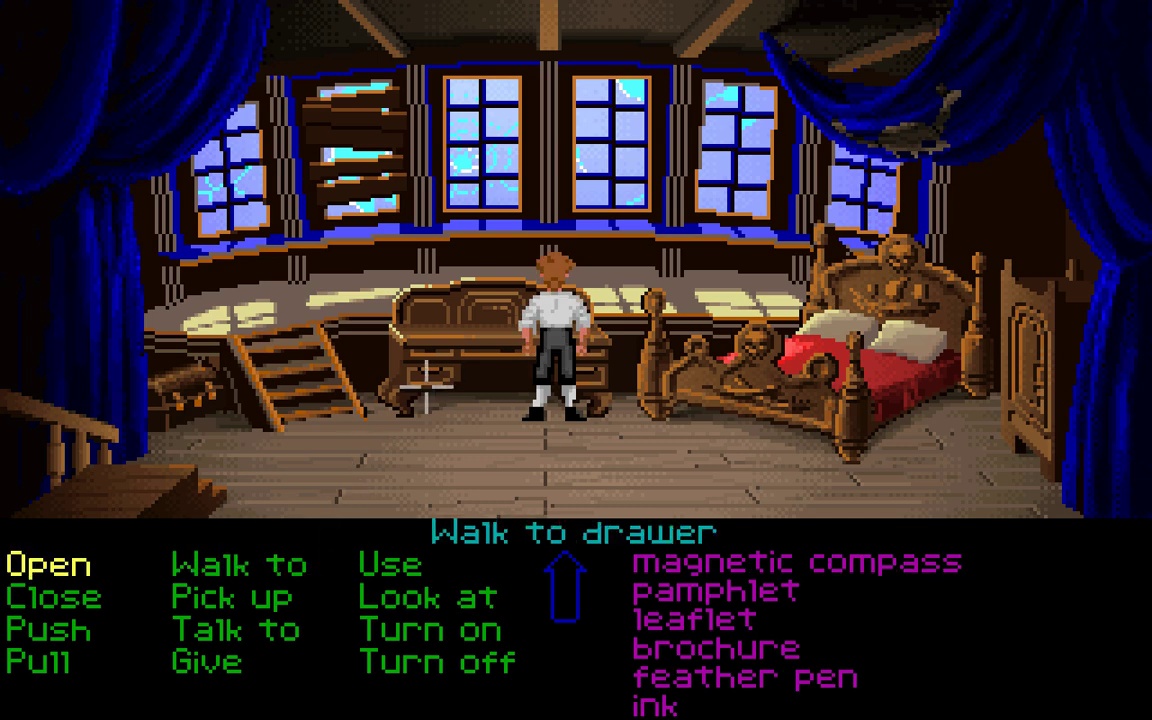 Walk to drawer
Open Walk to Use magnetic compass
Close Pick up Look at pamphlet
Push Talk to Turn on leaflet
Pull Give Turn off brochure
feather pen
ink